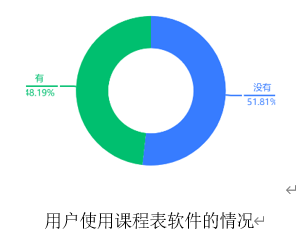 有
48.19%
没有
51.81%
用户使用课程表软件的情况